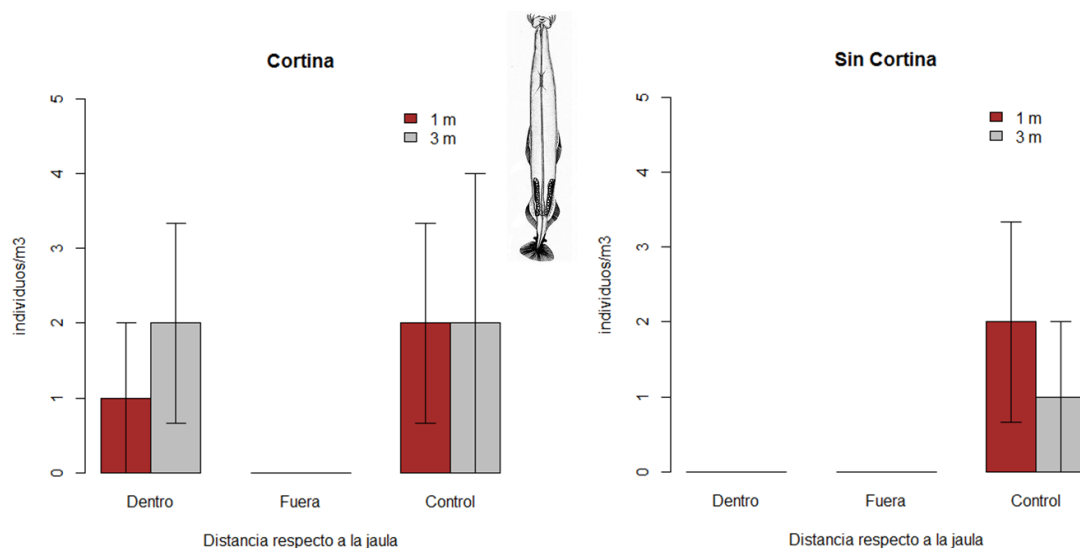 Cortina
5
4
3
2
1
0
individuos/m3
1 m
3 m
Dentro
Fuera
Control
Distancia respecto a la jaula
Sin Cortina
5
4
3
2
1
0
individuos/m3
1 m
3 m
Dentro
Fuera
Control
Distancia respecto a la jaula